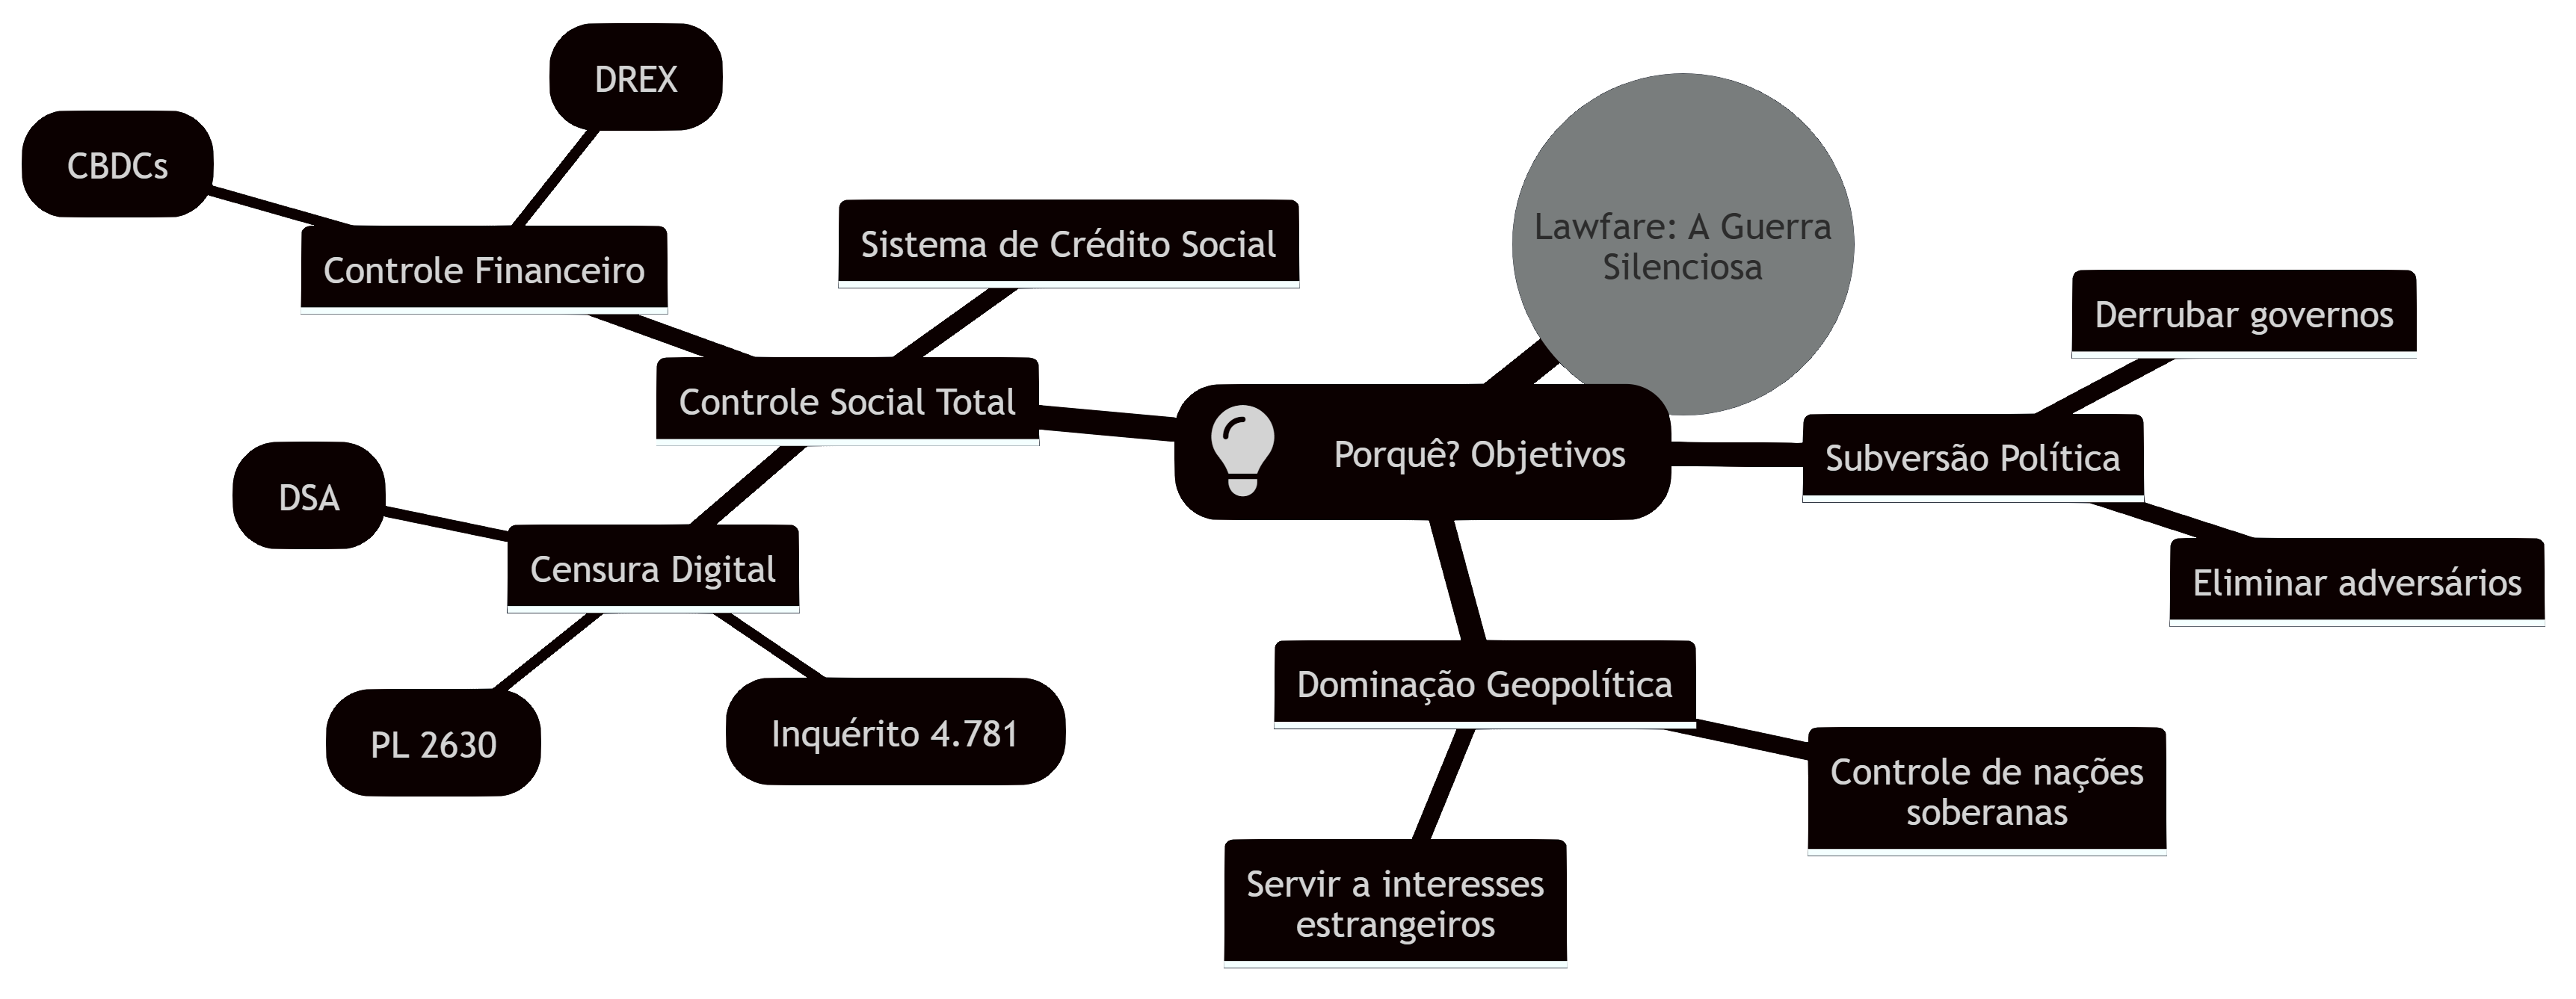 DREX
CBDCs
Controle Financeiro
Sistema de Crédito Social
Lawfare: A Guerra
Silenciosa
Derrubar governos
Controle Social Total
Porquê? Objetivos
Subversão Política
DSA
Censura Digital
Eliminar adversários
PL 2630
Inquérito 4.781
Dominação Geopolítica
Controle de nações
soberanas
Servir a interesses
estrangeiros